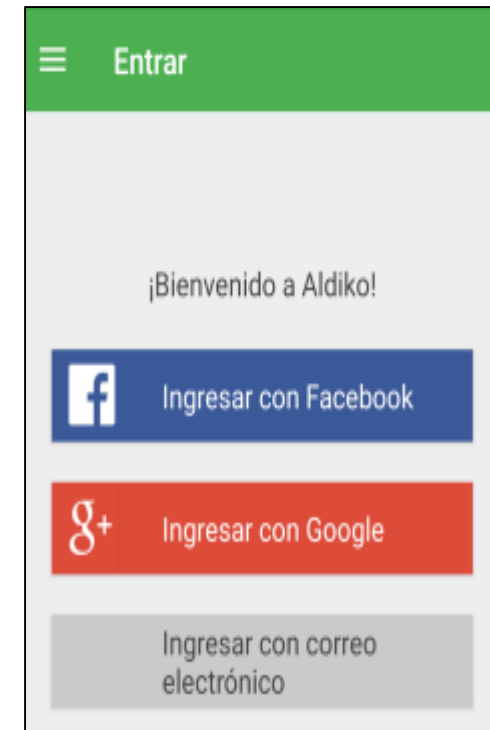 Entrar
¡Bienvenido a Aldiko!
f Ingresar con Facebook
g+ Ingresar con Google
Ingresar con correo
electrónico